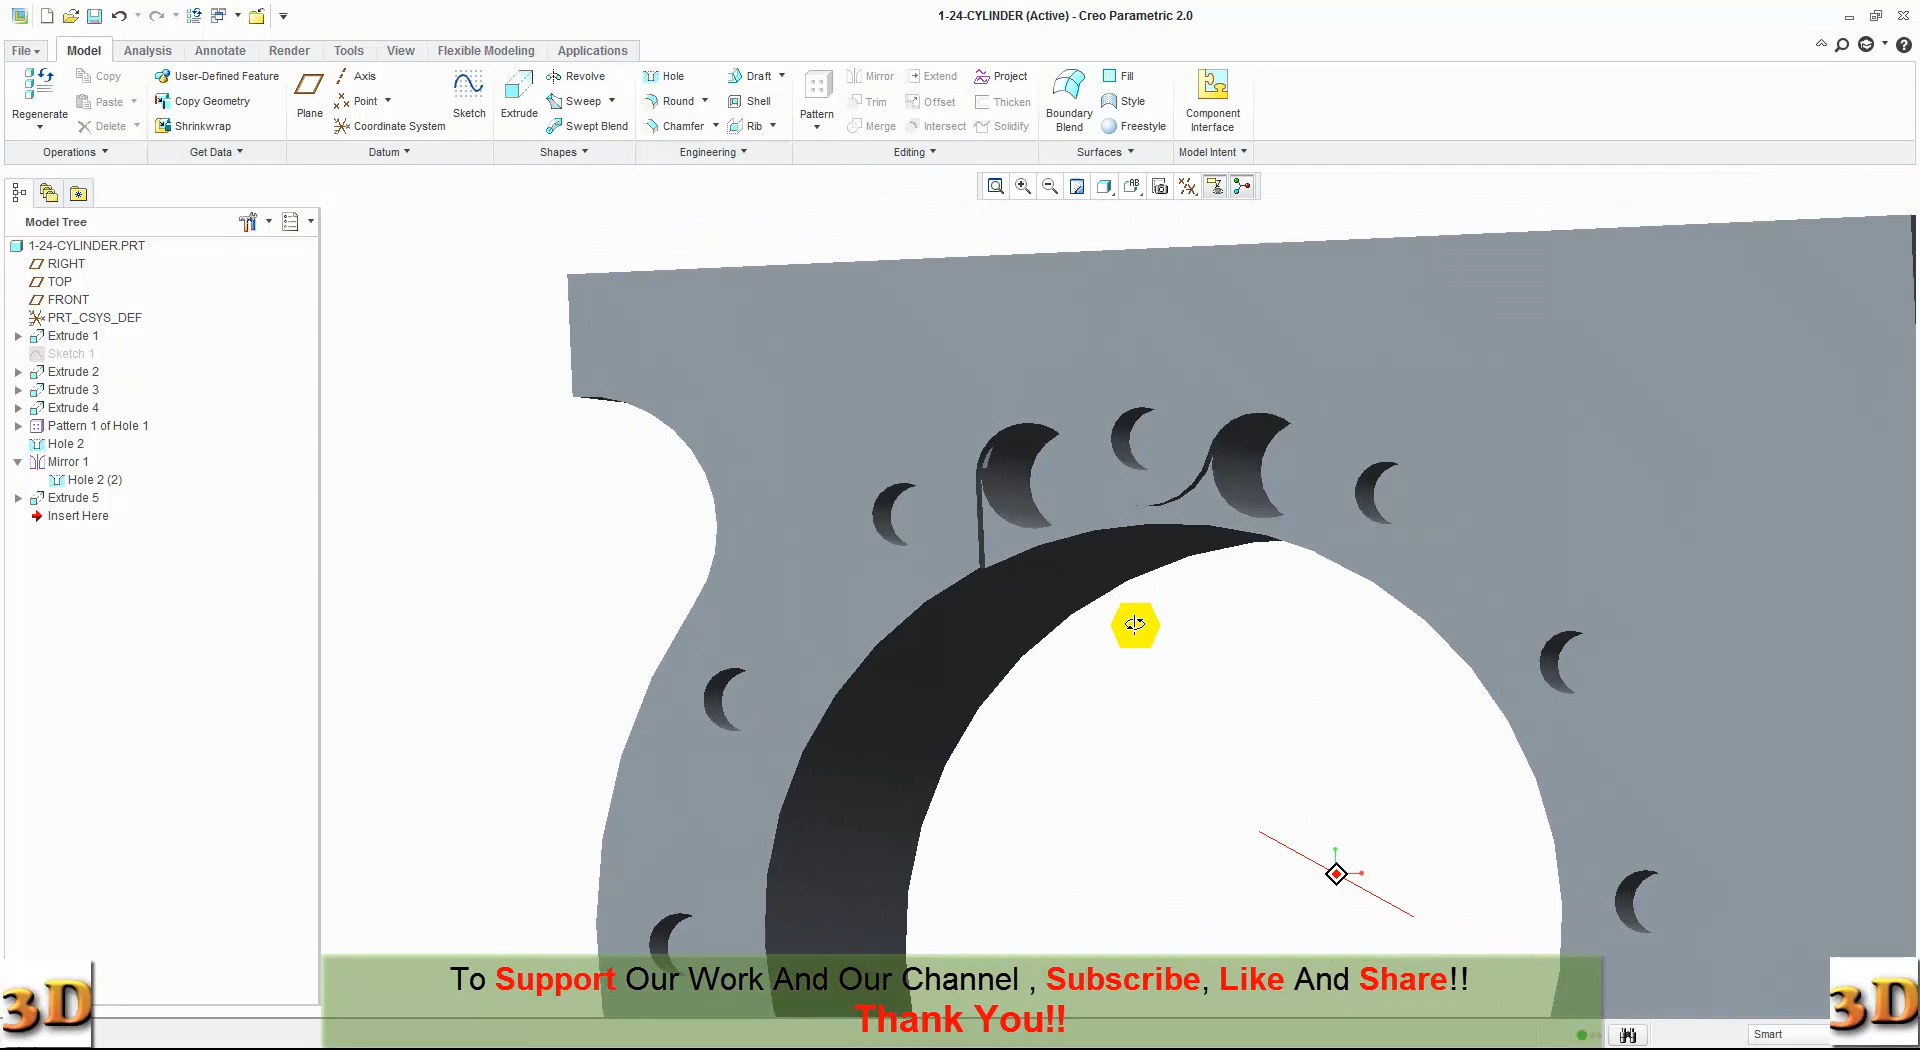 1-24-CYLINDER (Active) - Creo Parametric 2.0
File Model Analysis Annotate Render Tools View Flexible Modeling Applications
Regenerate
Copy
Paste
Delete
Operations
User-Defined Feature
Copy Geometry
Shrinkwrap
Get Data
Plane
Axis
Point
Coordinate System
Sketch
Datum
Extrude
Revolve
Sweep
Swept Blend
Shapes
Hole
Round
Chamfer
Draft
Shell
Rib
Engineering
Pattern
Mirror
Trim
Merge
Extend
Offset
Intersect
Project
Thicken
Solidify
Editing
Boundary
Blend
Fill
Style
Freestyle
Surfaces
Component
Interface
Model Intent
Model Tree
1-24-CYLINDER.PRT
RIGHT
TOP
FRONT
PRT_CSYS_DEF
Extrude 1
Sketch 1
Extrude 2
Extrude 3
Extrude 4
Pattern 1 of Hole 1
Hole 2
Mirror 1
Hole 2 (2)
Extrude 5
Insert Here
To Support Our Work And Our Channel , Subscribe, Like And Share!!
Thank You!!
3D
3D
Smart